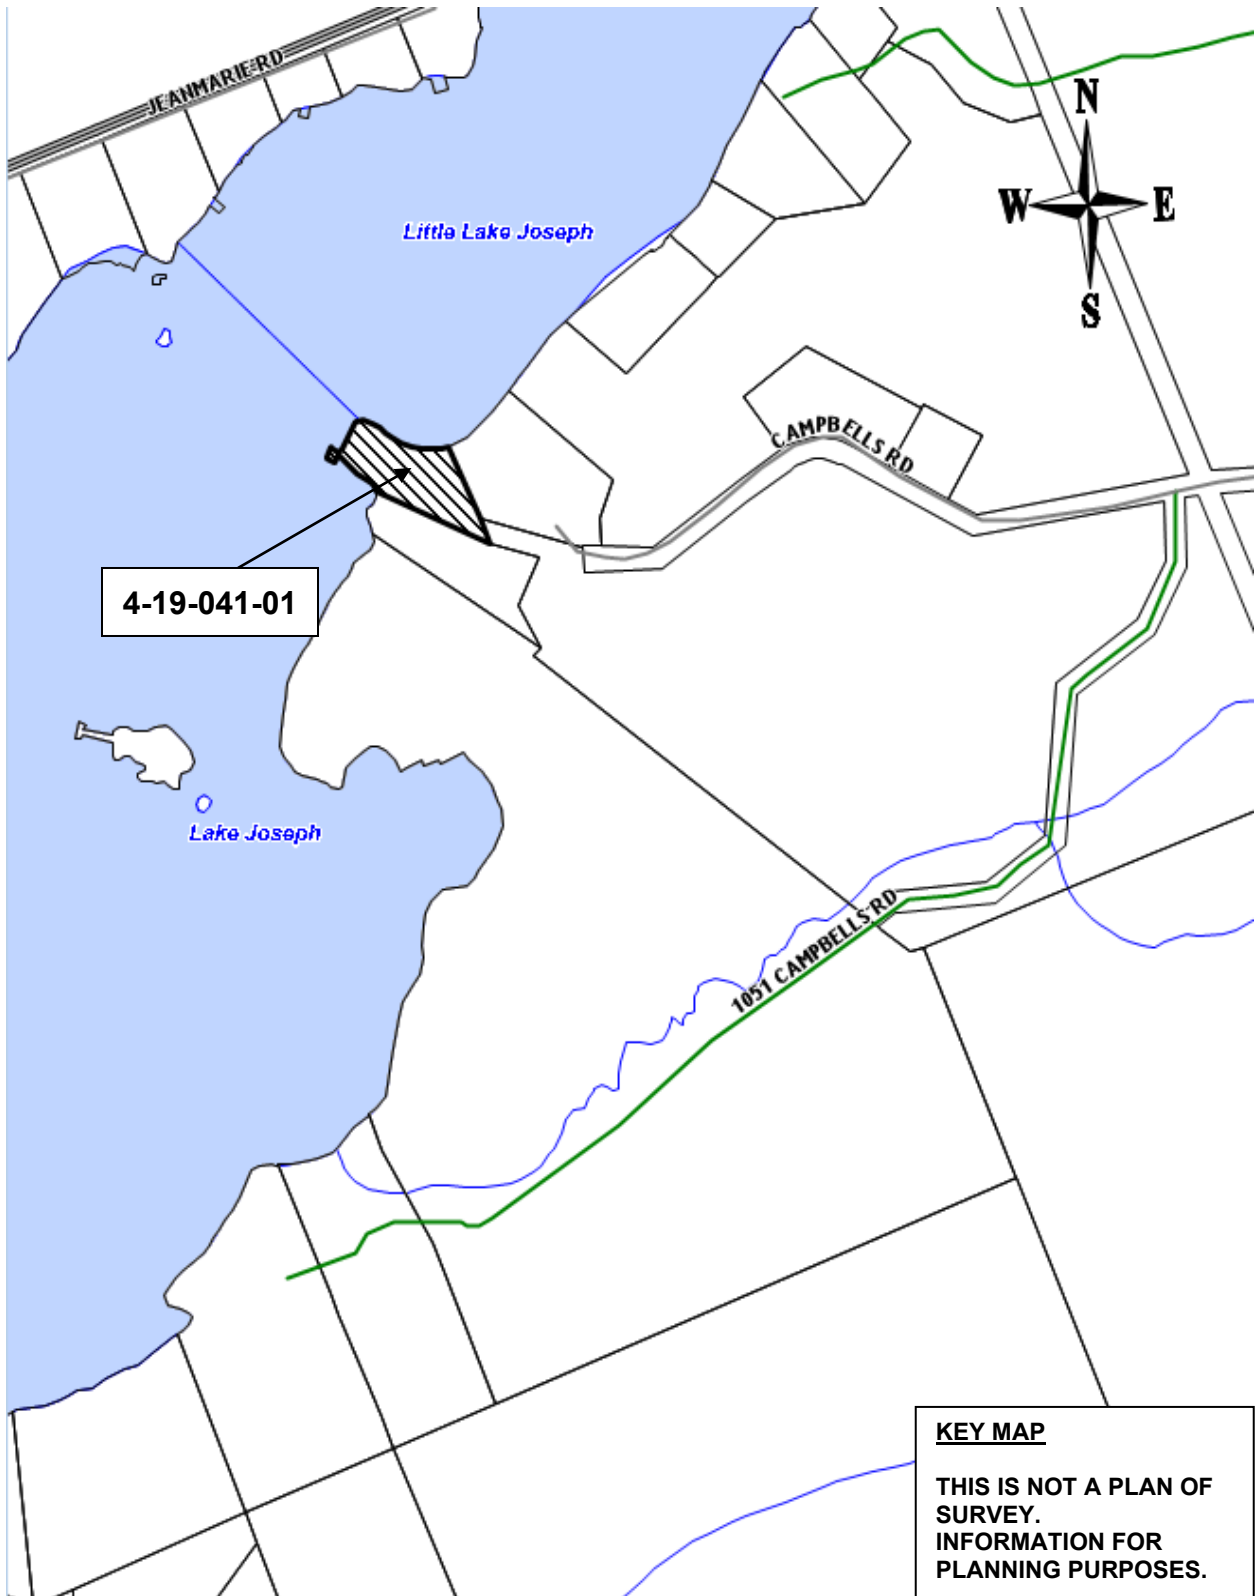 JEANMARIE RD
N
W E
S
Little Lake Joseph
CAMPBELLS RD
4-19-041-01
Lake Joseph
1051 CAMPBELLS RD
KEY MAP
THIS IS NOT A PLAN OF
SURVEY.
INFORMATION FOR
PLANNING PURPOSES.